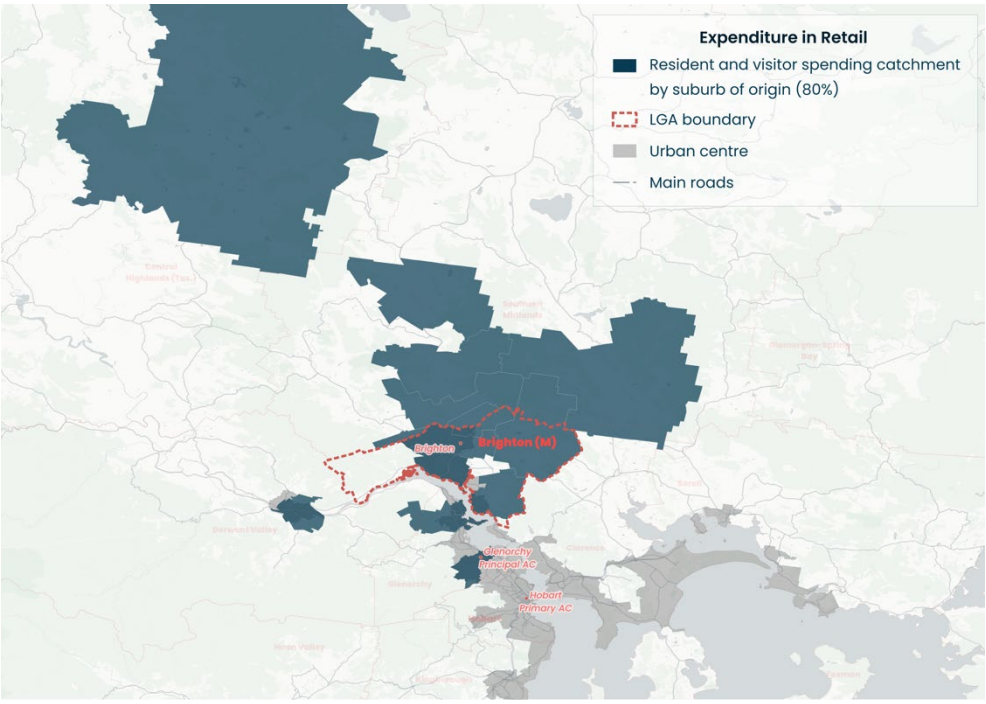 Expenditure in Retail
Resident and visitor spending catchment
by suburb of origin (80%)
LGA boundary
Urban centre
Main roads
Central
Highlands (Tas.)
Southern
Midlands
Glamorgan/Spring
Bay
Brighton
Brighton (M)
Sorell
Derwent Valley
Glenorchy
Principal AC
Clarence
Glenorchy
Hobart
Primary AC
Hobart
Huon Valley
Kingborough
Tasman